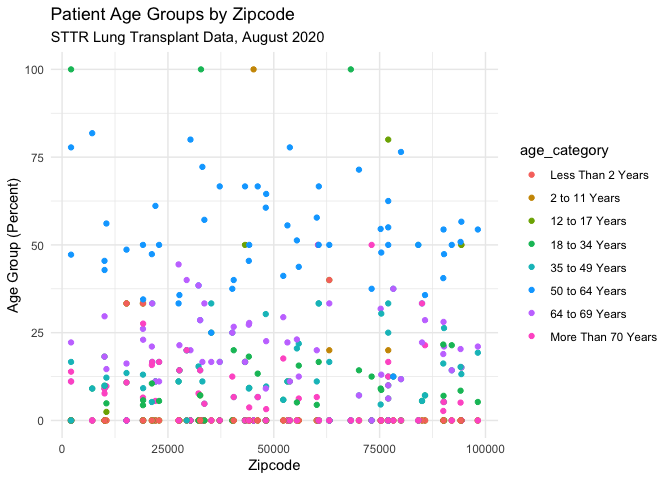 Patient Age Groups by Zipcode
STTR Lung Transplant Data, August 2020
100
75
50
25
0
Age Group (Percent)
0 25000 50000 75000 100000
Zipcode
age_category
Less Than 2 Years
2 to 11 Years
12 to 17 Years
18 to 34 Years
35 to 49 Years
50 to 64 Years
64 to 69 Years
More Than 70 Years